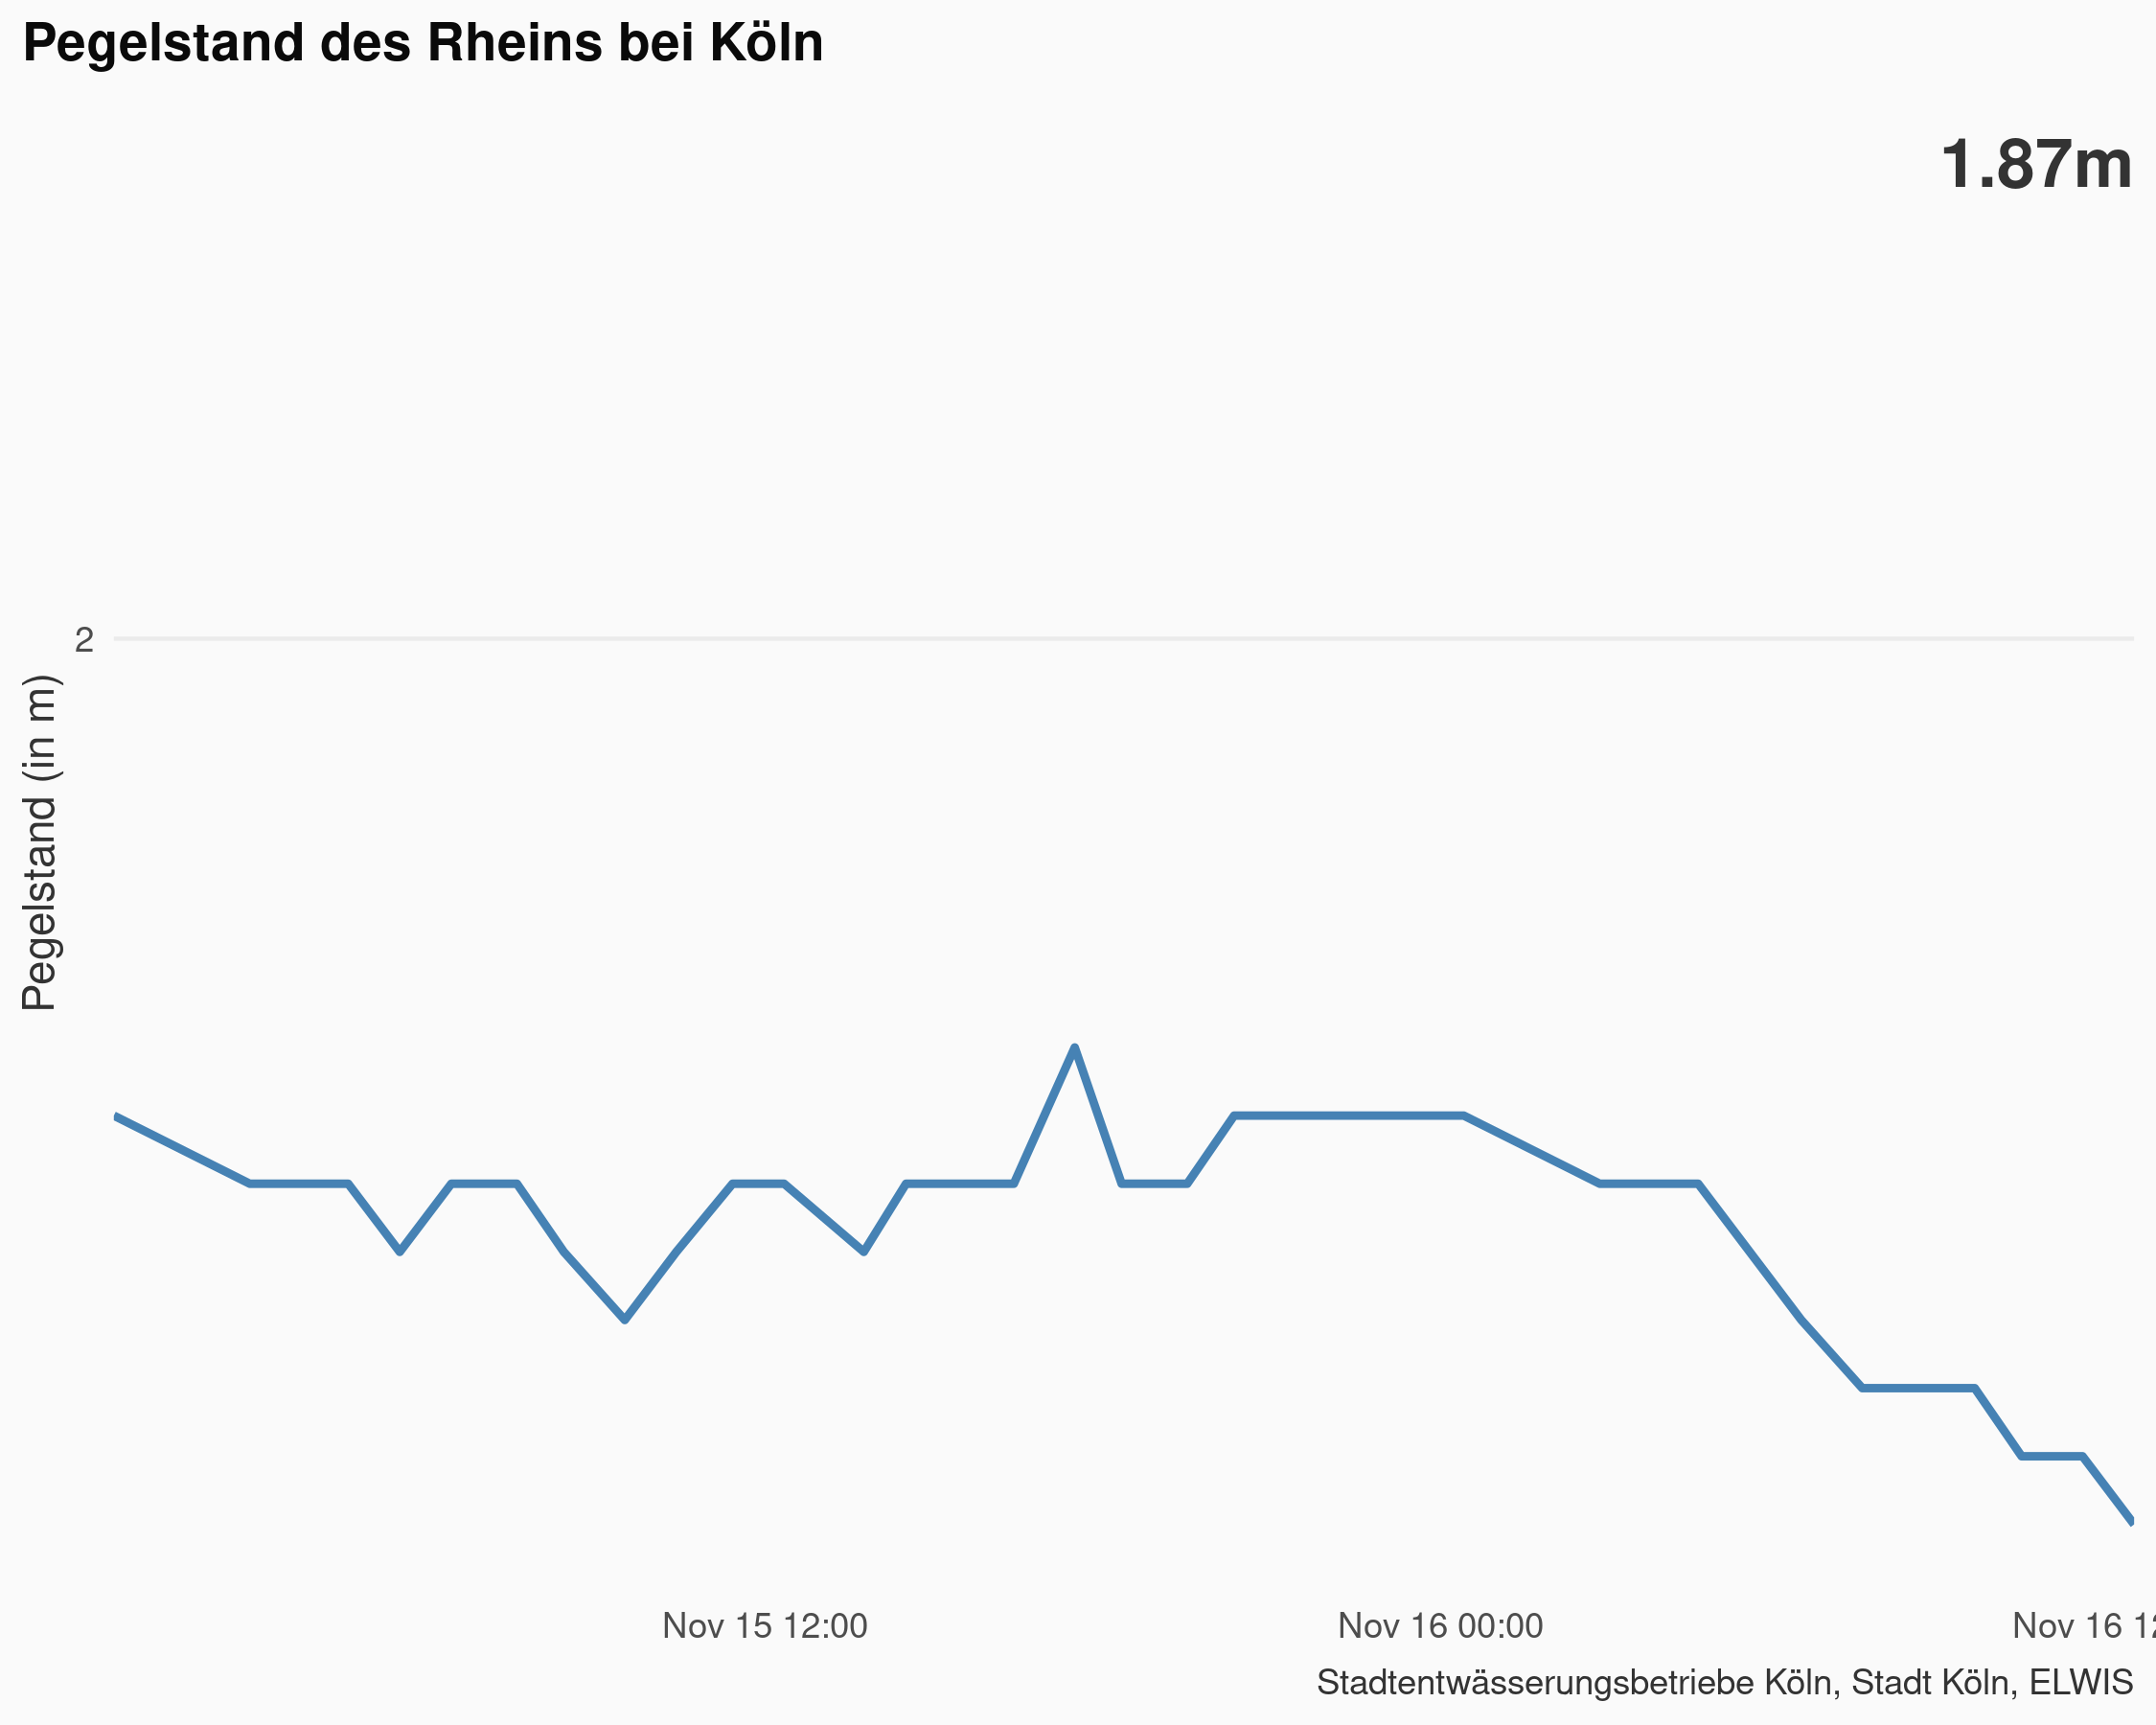 Pegelstand des Rheins bei Köln
1.87m
2
Pegelstand (in m)
Nov 15 12:00
Nov 16 00:00
Nov 16 12
Stadtentwässerungsbetriebe Köln, Stadt Köln, ELWIS